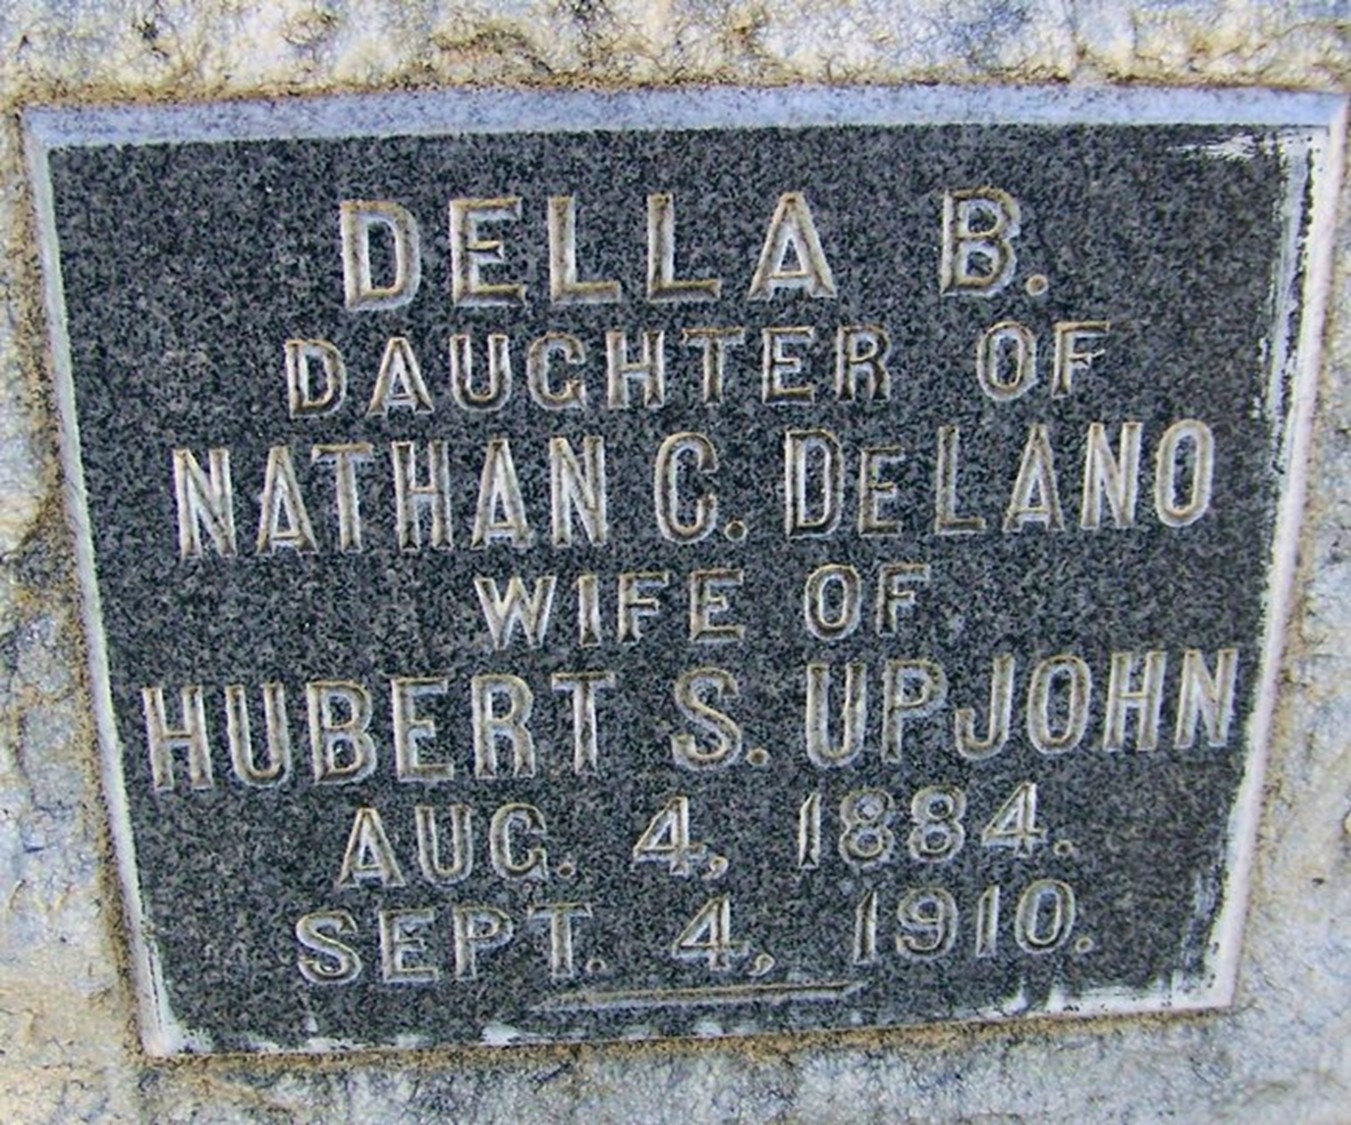 DELLA B.
DAUGHTER OF
NATHAN C. DELANO
WIFE OF
HUBERT S. UPJOHN
AUG. 4, 1884.
SEPT. 4, 1910.